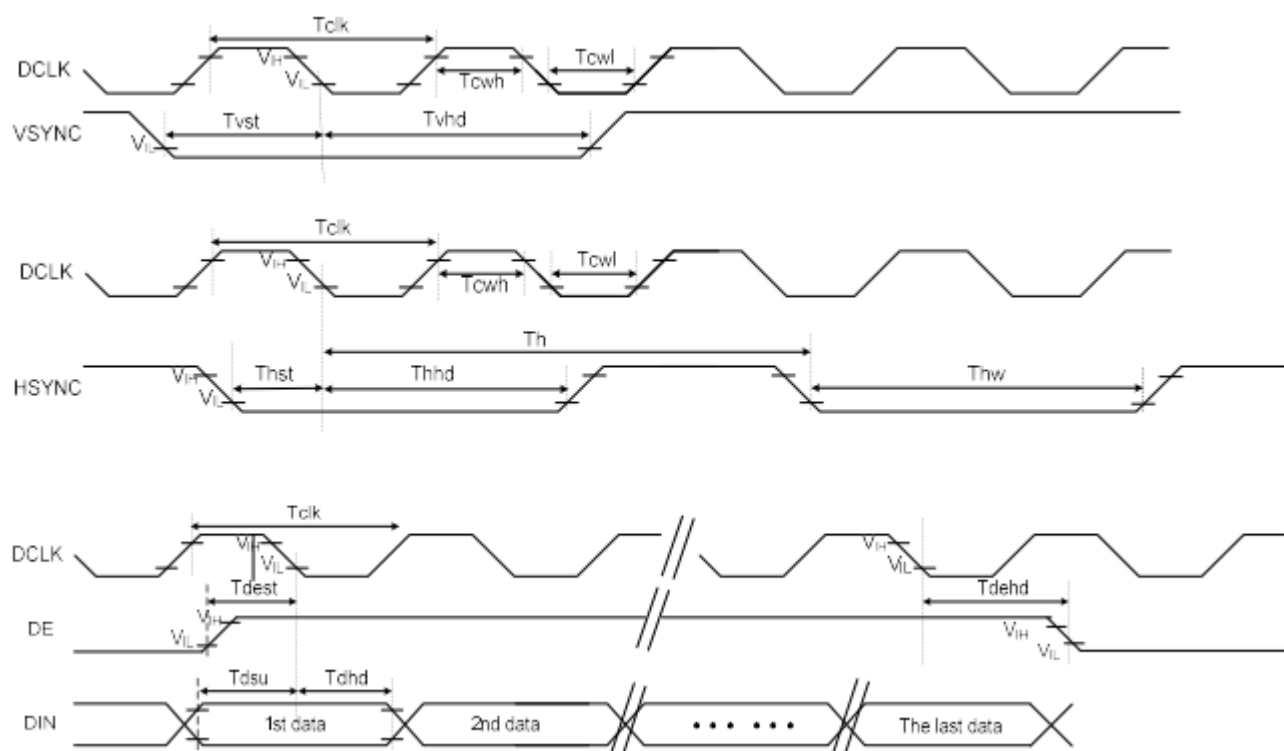 Tclk
DCLK VIH VIL Tcwh Tcwl
VSYNC VIL Tvst Tvhd
Tclk
DCLK VIH VIL Tcwh Tcwl
Th
HSYNC VIH VIL Thst Thhd Thw
Tclk
DCLK VIH VIL VIH VIL
Tdest Tdehd
DE VIH VIL VIH VIL
Tdsu Tdhd
DIN 1st data 2nd data • • • • • • The last data